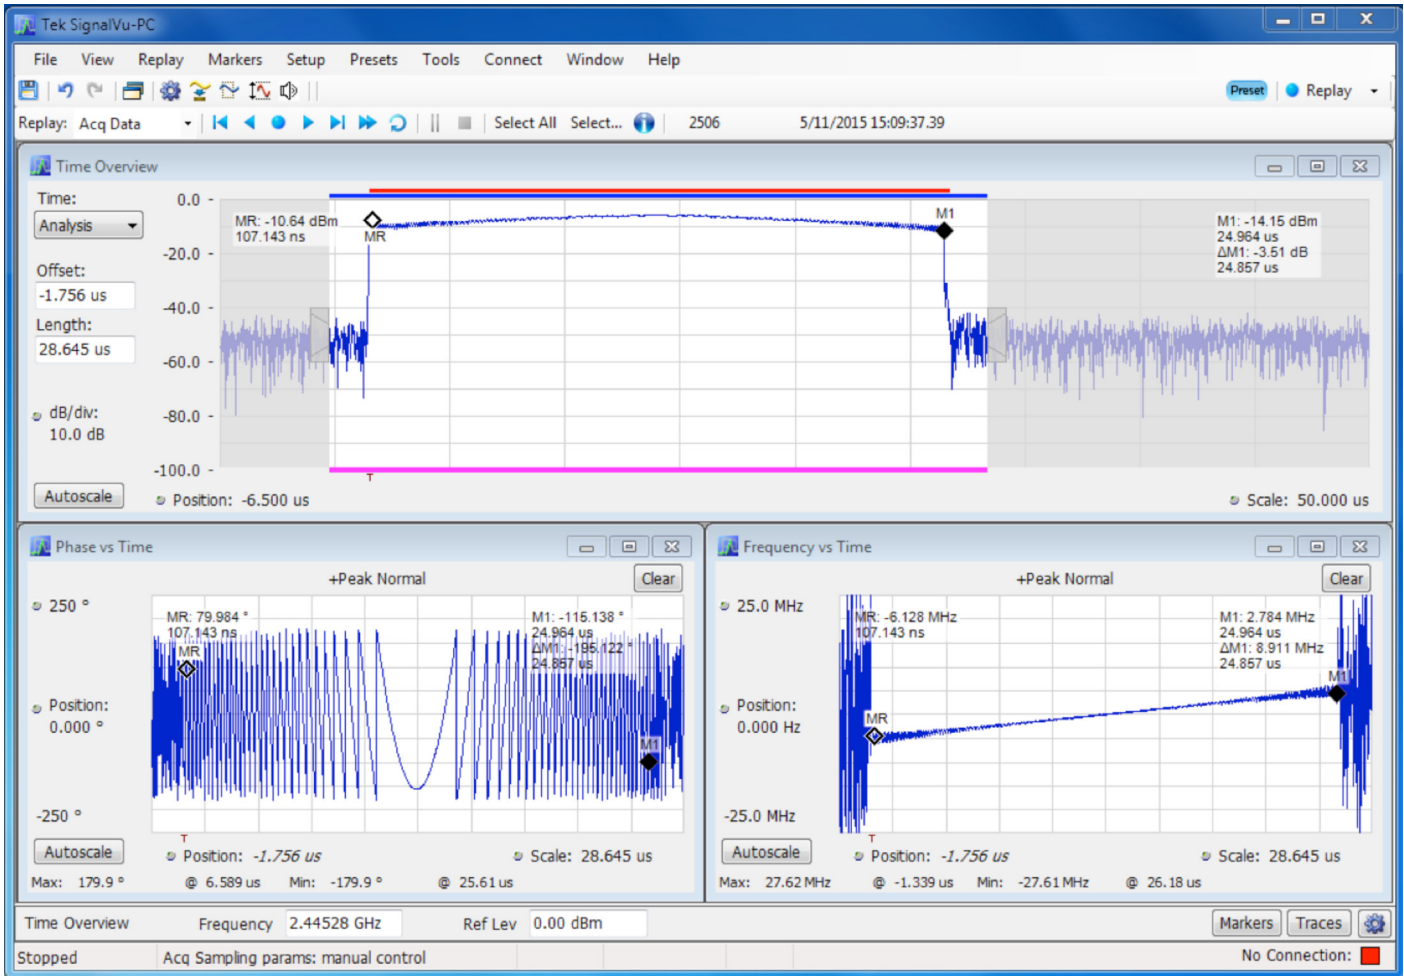 Tek SignalVu-PC
File View Replay Markers Setup Presets Tools Connect Window Help
Preset Replay
Replay: Acq Data Select All Select... 2506 5/11/2015 15:09:37.39
Time Overview
Time:
Analysis
Offset:
-1.756 us
Length:
28.645 us
dB/div:
10.0 dB
Autoscale
0.0
-20.0
-40.0
-60.0
-80.0
-100.0
MR: -10.64 dBm
107.143 ns
MR
M1
M1: -14.15 dBm
24.964 us
ΔM1: -3.51 dB
24.857 us
T
Position: -6.500 us
Scale: 50.000 us
Phase vs Time
+Peak Normal
Clear
250 °
Position:
0.000 °
-250 °
Autoscale
MR: 79.984 °
107.143 ns
MR
M1: -115.138 °
24.964 us
ΔM1: -195.122 °
24.857 us
M1
T
Position: -1.756 us
Scale: 28.645 us
Max: 179.9 ° @ 6.589 us Min: -179.9 ° @ 25.61 us
Frequency vs Time
+Peak Normal
Clear
25.0 MHz
Position:
0.000 Hz
-25.0 MHz
Autoscale
MR: -6.128 MHz
107.143 ns
MR
M1: 2.784 MHz
24.964 us
ΔM1: 8.911 MHz
24.857 us
M1
T
Position: -1.756 us
Scale: 28.645 us
Max: 27.62 MHz @ -1.339 us Min: -27.61 MHz @ 26.18 us
Time Overview Frequency 2.44528 GHz Ref Lev 0.00 dBm Markers Traces
Stopped Acq Sampling params: manual control No Connection: